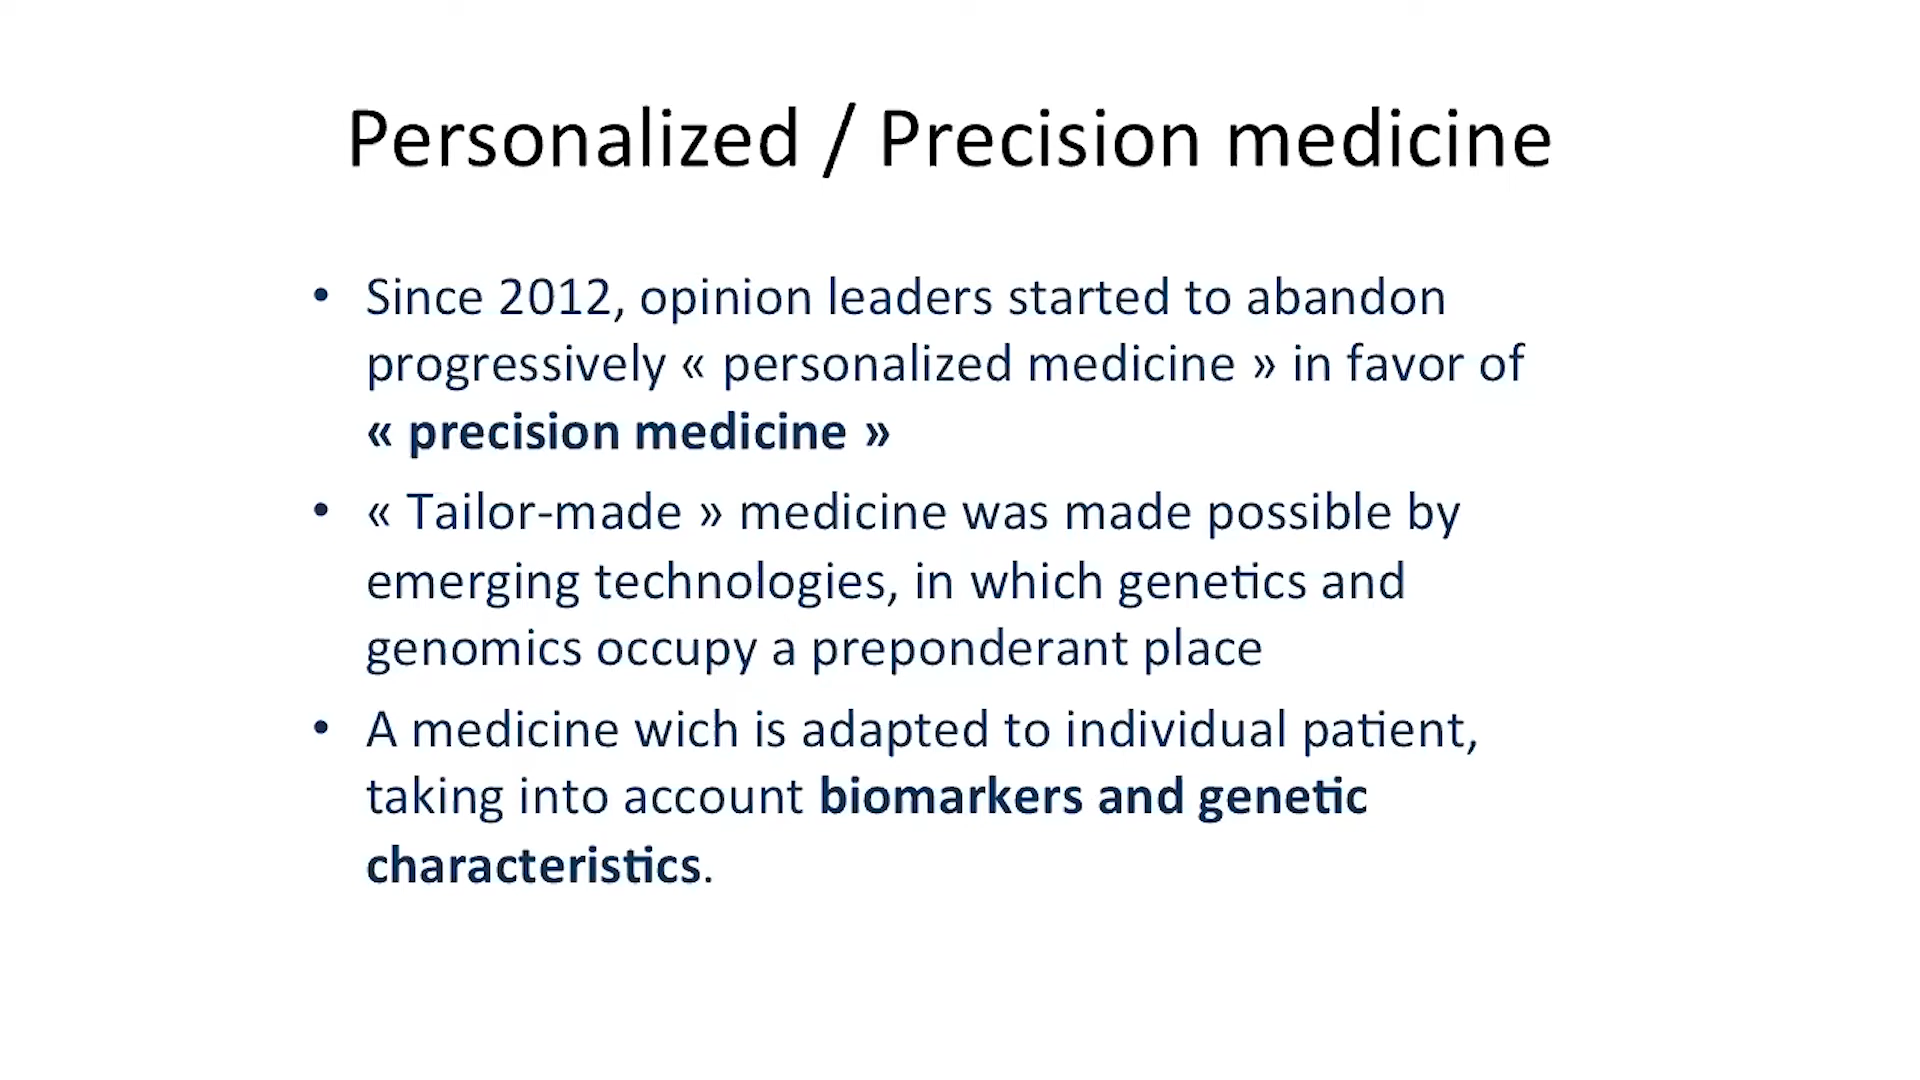 Personalized / Precision medicine
• Since 2012, opinion leaders started to abandon
progressively « personalized medicine » in favor of
« precision medicine »
• « Tailor-made » medicine was made possible by
emerging technologies, in which genetics and
genomics occupy a preponderant place
• A medicine wich is adapted to individual patient,
taking into account biomarkers and genetic
characteristics.